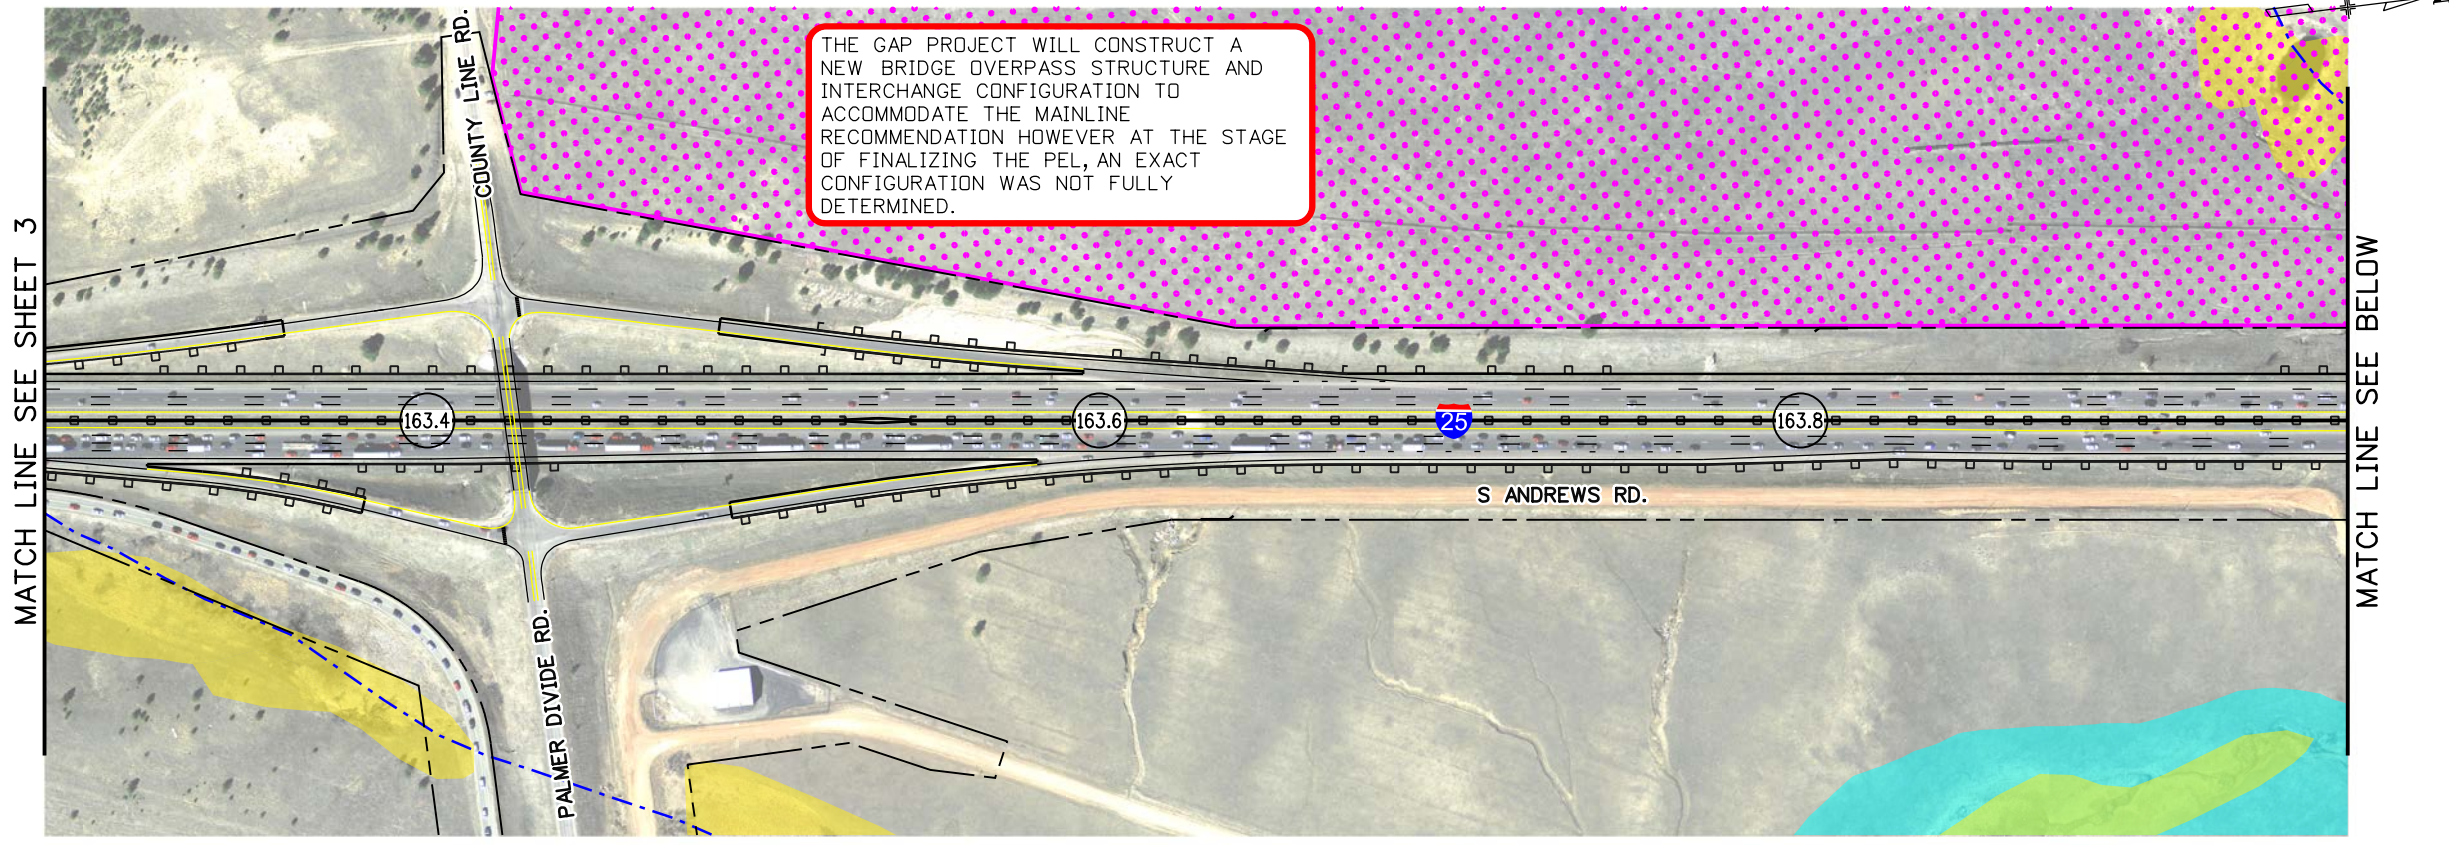 COUNTY LINE RD.
THE GAP PROJECT WILL CONSTRUCT A
NEW BRIDGE OVERPASS STRUCTURE AND
INTERCHANGE CONFIGURATION TO
ACCOMMODATE THE MAINLINE
RECOMMENDATION HOWEVER AT THE STAGE
OF FINALIZING THE PEL, AN EXACT
CONFIGURATION WAS NOT FULLY
DETERMINED.
MATCH LINE SEE SHEET 3
MATCH LINE SEE BELOW
163.4
163.6
25
163.8
S ANDREWS RD.
PALMER DIVIDE RD.